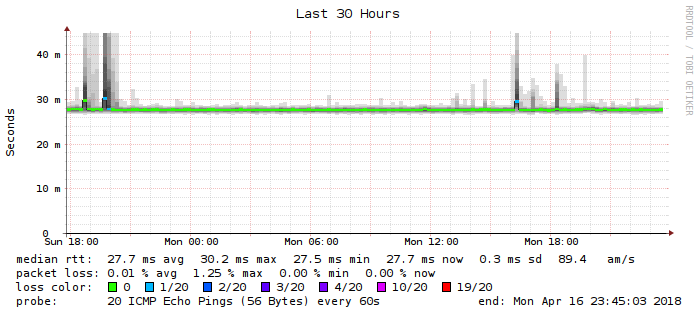 Last 30 Hours
RRDTOOL / TOBI OETIKER
Seconds
40 m
30 m
20 m
10 m
0
Sun 18:00 Mon 00:00 Mon 06:00 Mon 12:00 Mon 18:00
median rtt: 27.7 ms avg 30.2 ms max 27.5 ms min 27.7 ms now 0.3 ms sd 89.4 am/s
packet loss: 0.01 % avg 1.25 % max 0.00 % min 0.00 % now
loss color: 0 1/20 2/20 3/20 4/20 10/20 19/20
probe: 20 ICMP Echo Pings (56 Bytes) every 60s end: Mon Apr 16 23:45:03 2018